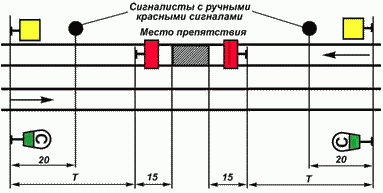 Сигналисты с ручными
красными сигналами
Место препятствия
С
С
20
20
Т
15
15
Т